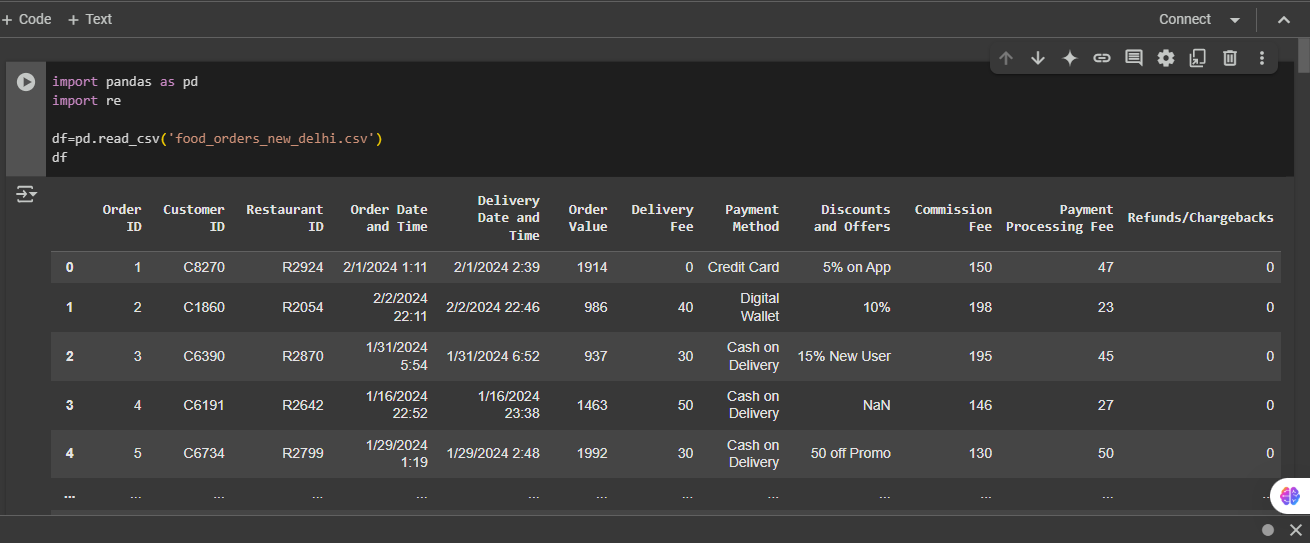 + Code + Text Connect
import pandas as pd
import re
df=pd.read_csv('food_orders_new_delhi.csv')
df
Order ID Customer ID Restaurant ID Order Date and Time Delivery Date and Time Order Value Delivery Fee Payment Method Discounts and Offers Commission Fee Payment Processing Fee Refunds/Chargebacks
0 1 C8270 R2924 2/1/2024 1:11 2/1/2024 2:39 1914 0 Credit Card 5% on App 150 47 0
1 2 C1860 R2054 2/2/2024 22:11 2/2/2024 22:46 986 40 Digital Wallet 10% 198 23 0
2 3 C6390 R2870 1/31/2024 5:54 1/31/2024 6:52 937 30 Cash on Delivery 15% New User 195 45 0
3 4 C6191 R2642 1/16/2024 22:52 1/16/2024 23:38 1463 50 Cash on Delivery NaN 146 27 0
4 5 C6734 R2799 1/29/2024 1:19 1/29/2024 2:48 1992 30 Cash on Delivery 50 off Promo 130 50 0
... ... ... ... ... ... ... ... ... ... ... ... ...